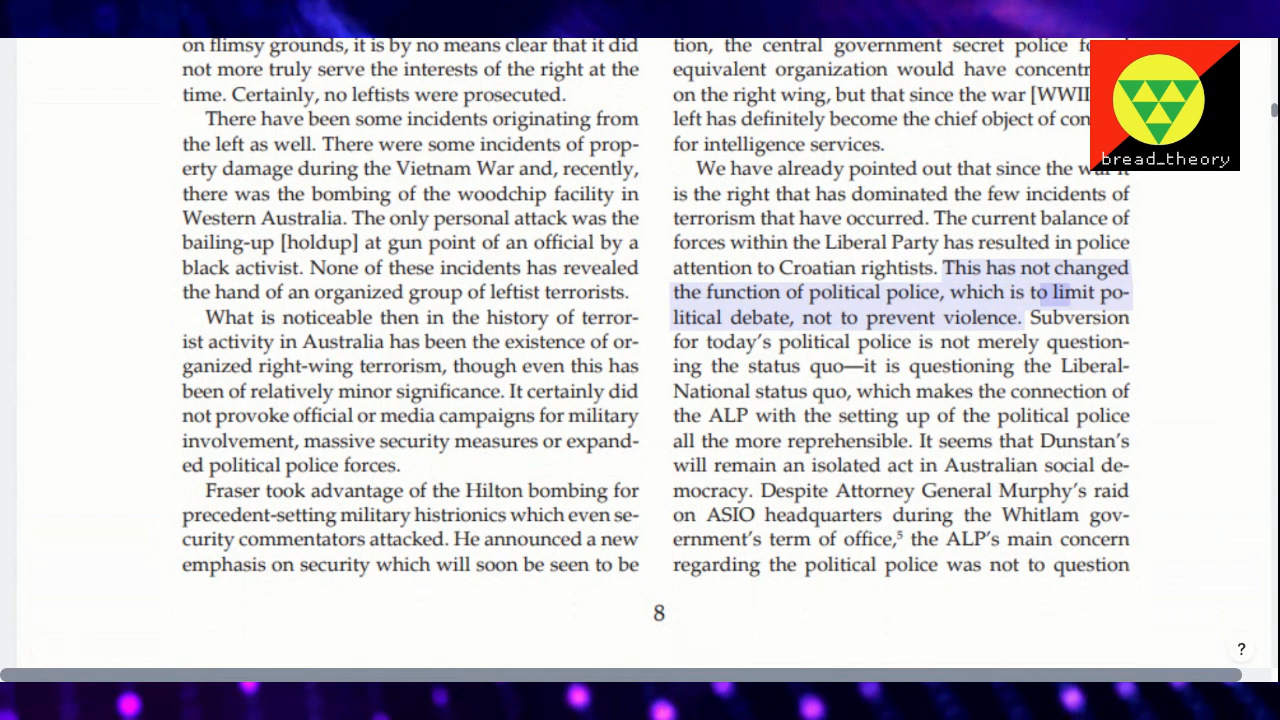 on flimsy grounds, it is by no means clear that it did
not more truly serve the interests of the right at the
time. Certainly, no leftists were prosecuted.
There have been some incidents originating from
the left as well. There were some incidents of prop-
erty damage during the Vietnam War and, recently,
there was the bombing of the woodchip facility in
Western Australia. The only personal attack was the
bailing-up [holdup] at gun point of an official by a
black activist. None of these incidents has revealed
the hand of an organized group of leftist terrorists.
What is noticeable then in the history of terror-
ist activity in Australia has been the existence of or-
ganized right-wing terrorism, though even this has
been of relatively minor significance. It certainly did
not provoke official or media campaigns for military
involvement, massive security measures or expand-
ed political police forces.
Fraser took advantage of the Hilton bombing for
precedent-setting military histrionics which even se-
curity commentators attacked. He announced a new
emphasis on security which will soon be seen to be
tion, the central government secret police
equivalent organization would have
on the right wing, but that since the war [WWII
left has definitely become the chief object of
for intelligence services.
We have already pointed out that since the
is the right that has dominated the few incidents of
terrorism that have occurred. The current balance of
forces within the Liberal Party has resulted in police
attention to Croatian rightists. This has not changed
the function of political police, which is to limit po-
litical debate, not to prevent violence. Subversion
for today's political police is not merely question-
ing the status quo—it is questioning the Liberal-
National status quo, which makes the connection of
the ALP with the setting up of the political police
all the more reprehensible. It seems that Dunstan's
will remain an isolated act in Australian social de-
mocracy. Despite Attorney General Murphy's raid
on ASIO headquarters during the Whitlam gov-
ernment's term of office,⁵ the ALP's main concern
regarding the political police was not to question
8
bread_theory
?